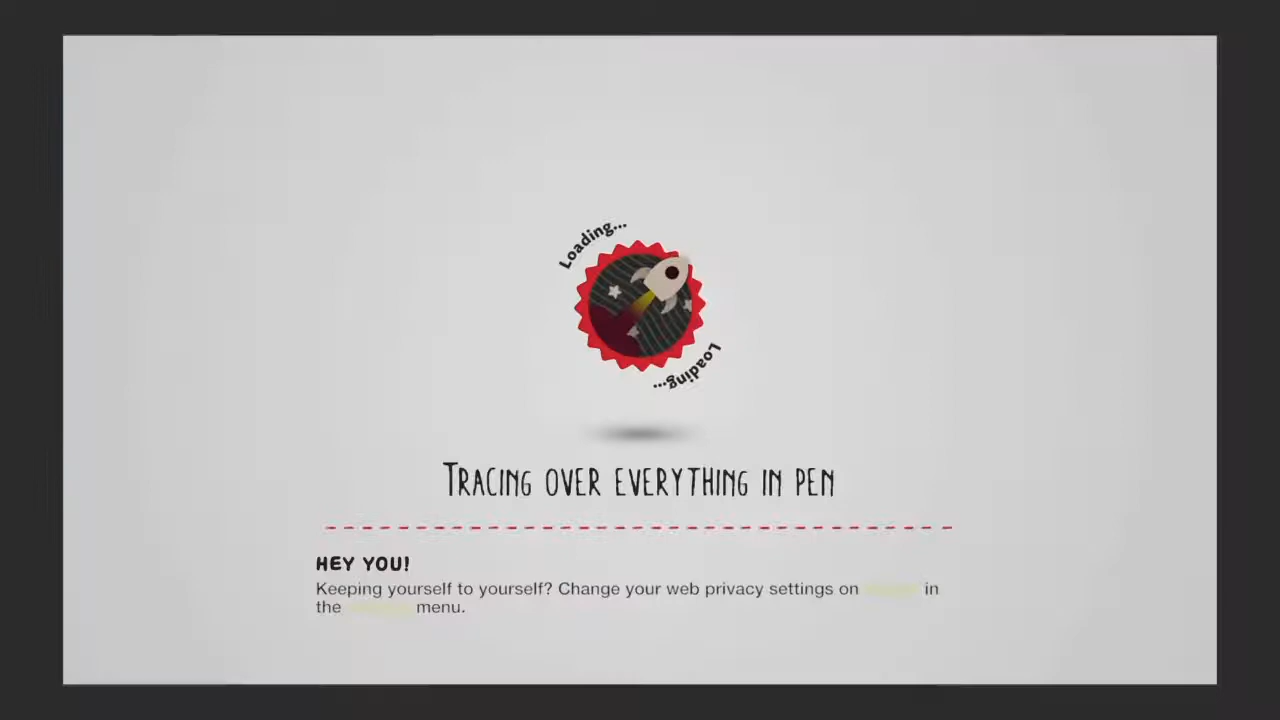 Loading...
Loading...
Tracing over everything in pen
HEY YOU!
Keeping yourself to yourself? Change your web privacy settings on in
the menu.